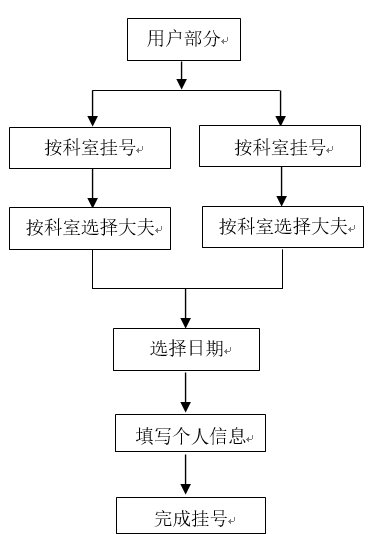 用户部分
按科室挂号
按科室挂号
按科室选择大夫
按科室选择大夫
选择日期
填写个人信息
完成挂号